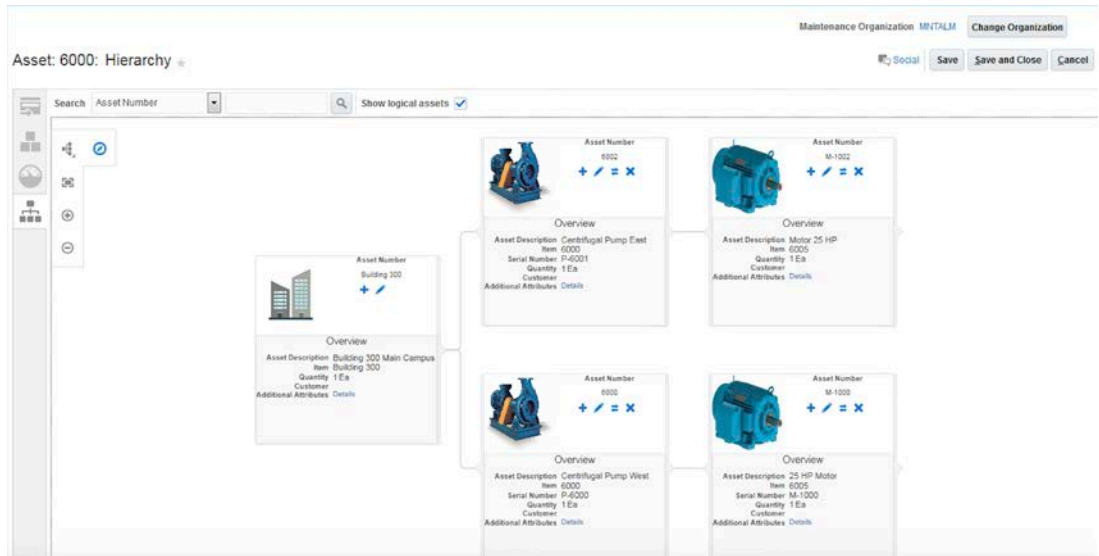 Maintenance Organization MNTALM Change Organization
Asset: 6000: Hierarchy
Social Save Save and Close Cancel
Search Asset Number Show logical assets
Asset Number
6002
Overview
Asset Description Centrifugal Pump East
Item 6000
Serial Number P-6001
Quantity 1 Ea
Customer
Additional Attributes Details
Asset Number
M-1002
Overview
Asset Description Motor 25 HP
Item 6005
Quantity 1 Ea
Customer
Additional Attributes Details
Asset Number
Building 300
Overview
Asset Description Building 300 Main Campus
Item Building 300
Quantity 1 Ea
Customer
Additional Attributes Details
Asset Number
6000
Overview
Asset Description Centrifugal Pump West
Item 6000
Serial Number P-6000
Quantity 1 Ea
Customer
Additional Attributes Details
Asset Number
M-1000
Overview
Asset Description 25 HP Motor
Item 6005
Serial Number M-1000
Quantity 1 Ea
Customer
Additional Attributes Details